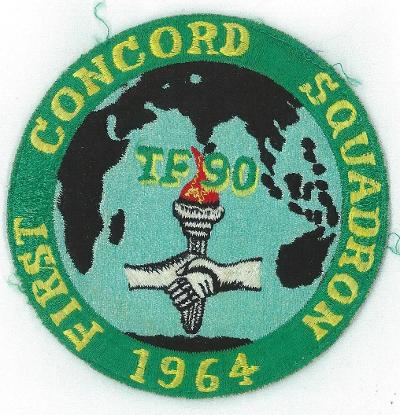 FIRST CONCORD SQUADRON
TF 90
1964